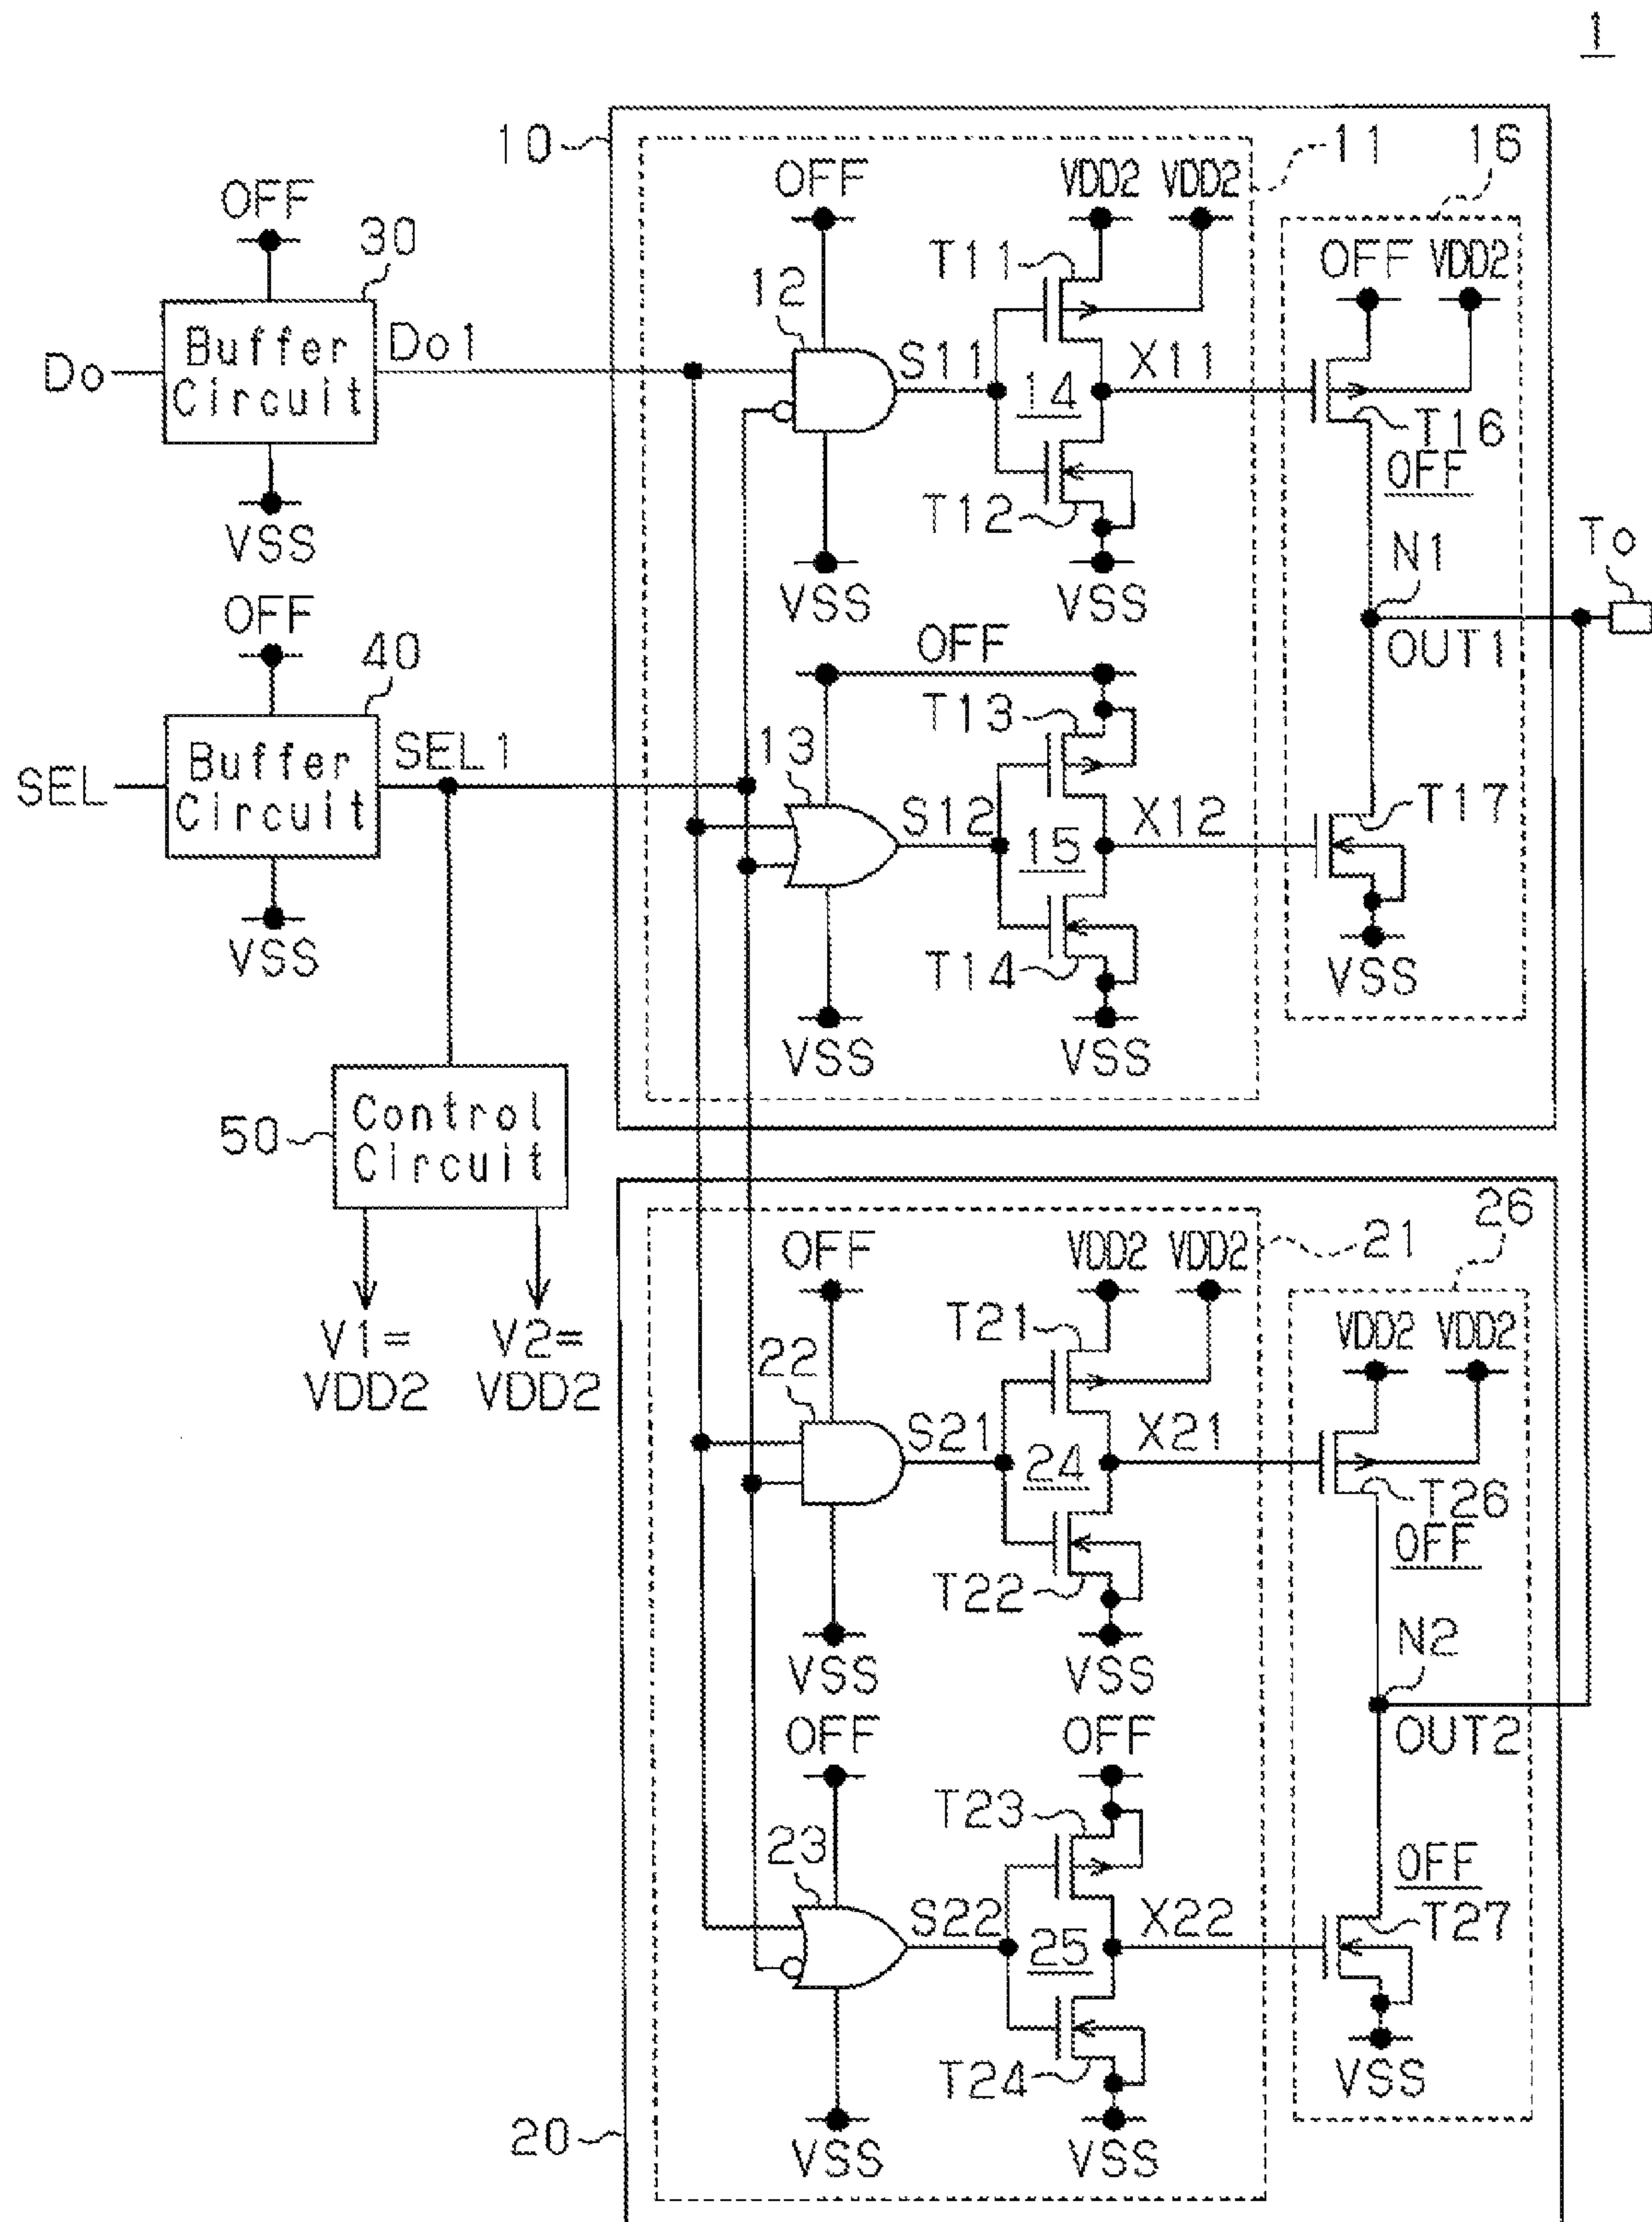 1
10
11
16
OFF
30
Buffer
Circuit
Do
Do1
VSS
OFF
40
Buffer
Circuit
SEL
SEL1
VSS
50
Control
Circuit
V1=
VDD2
V2=
VDD2
OFF
12
VDD2
VDD2
T11
S11
14
X11
T12
VSS
VSS
OFF
13
T13
S12
15
X12
T14
VSS
VSS
OFF
VDD2
T16
OFF
N1
To
OUT1
T17
VSS
21
26
OFF
22
VDD2
VDD2
T21
S21
24
X21
T22
VSS
VSS
OFF
OFF
23
T23
S22
25
X22
T24
VSS
VSS
VDD2
VDD2
T26
OFF
N2
OUT2
OFF
T27
VSS
20